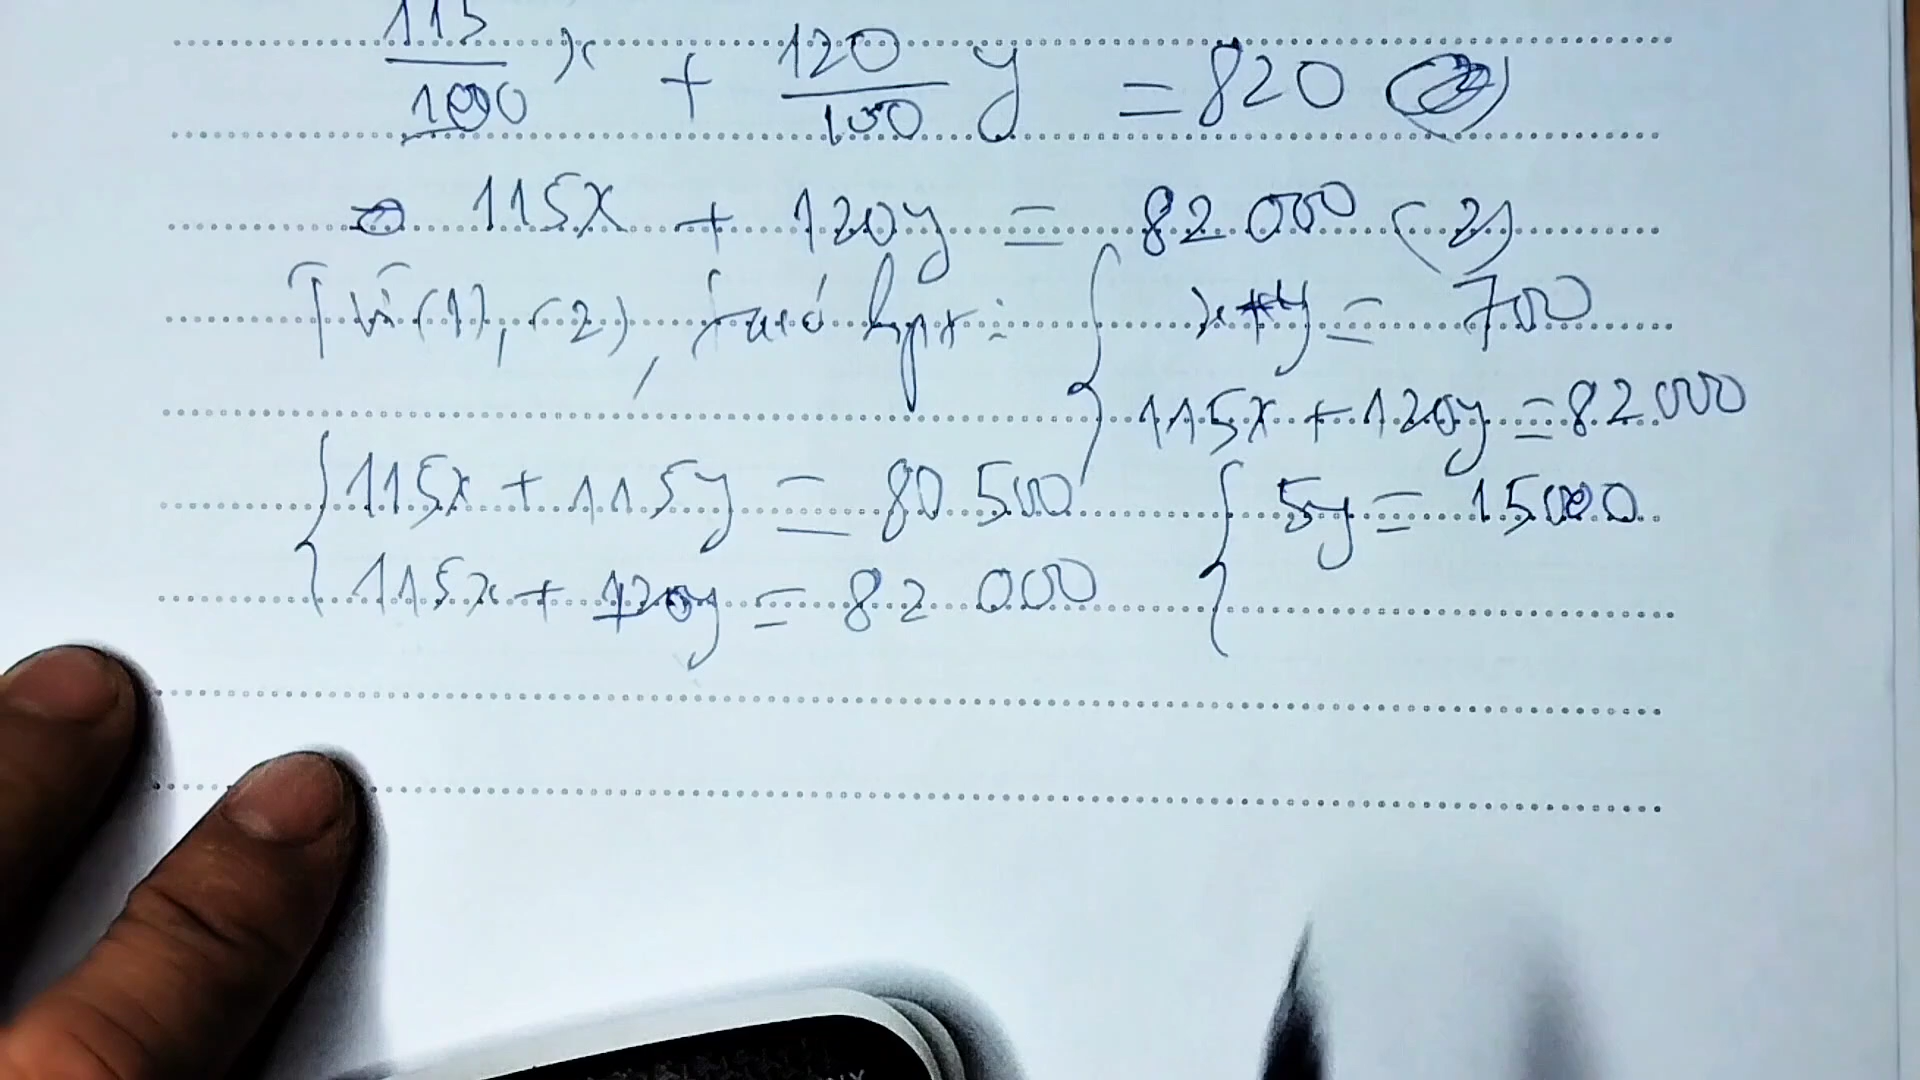 115/100 x + 120/100 y = 820
115x + 120y = 82 000 (2)
Từ (1), (2), ta có hpt: { x + y = 700
115x + 120y = 82 000
{ 115x + 115y = 80 500 { 5y = 1500
115x + 120y = 82 000